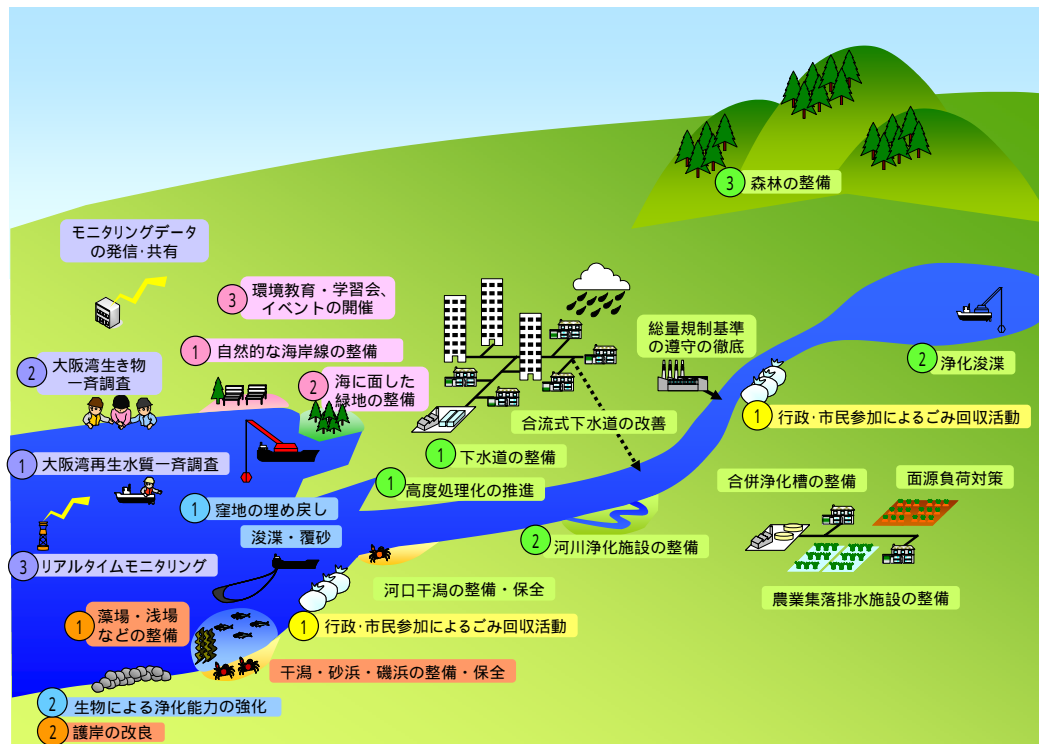 3 森林の整備
モニタリングデータ
の発信･共有
3 環境教育・学習会、
イベントの開催
1 自然的な海岸線の整備
総量規制基準
の遵守の徹底
2 大阪湾生き物
一斉調査
2 海に面した
緑地の整備
2 浄化浚渫
1 行政･市民参加によるごみ回収活動
合流式下水道の改善
1 下水道の整備
1 大阪湾再生水質一斉調査
1 高度処理化の推進
合併浄化槽の整備
面源負荷対策
1 窪地の埋め戻し
浚渫・覆砂
2 河川浄化施設の整備
3 リアルタイムモニタリング
河口干潟の整備・保全
農業集落排水施設の整備
1 藻場・浅場
などの整備
1 行政･市民参加によるごみ回収活動
干潟・砂浜・磯浜の整備・保全
2 生物による浄化能力の強化
2 護岸の改良